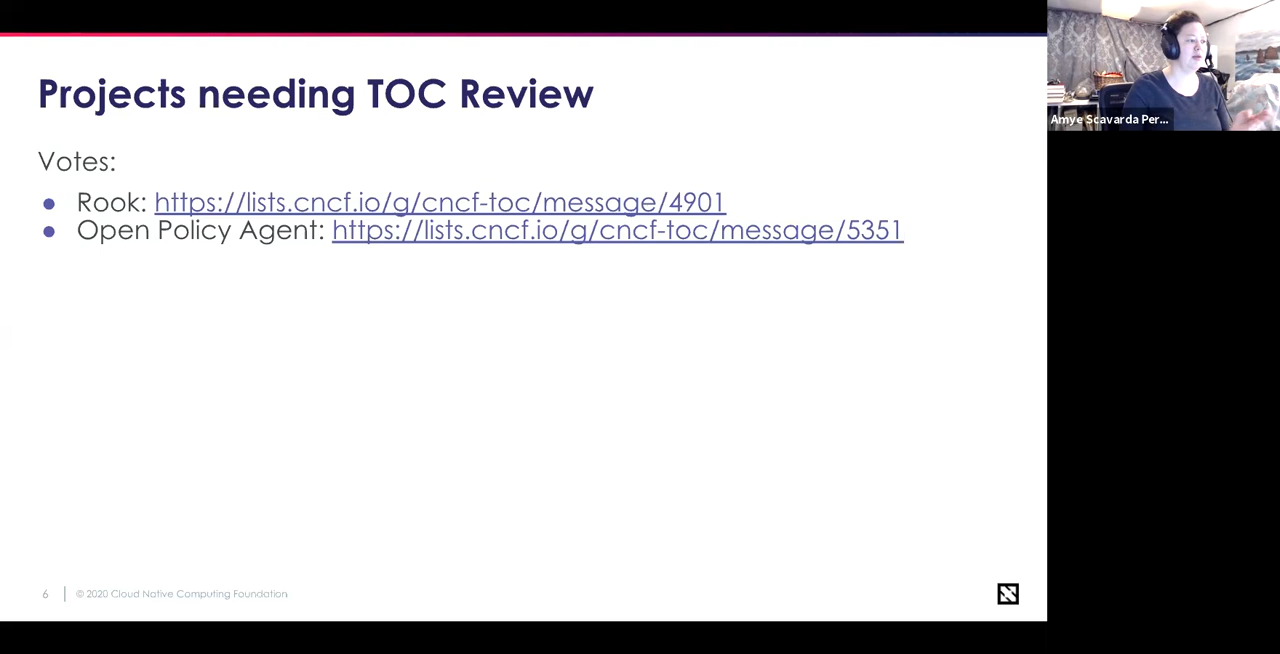 Projects needing TOC Review
Votes:
● Rook: https://lists.cncf.io/g/cncf-toc/message/4901
● Open Policy Agent: https://lists.cncf.io/g/cncf-toc/message/5351
6
© 2020 Cloud Native Computing Foundation
Amye Scavarda Per...